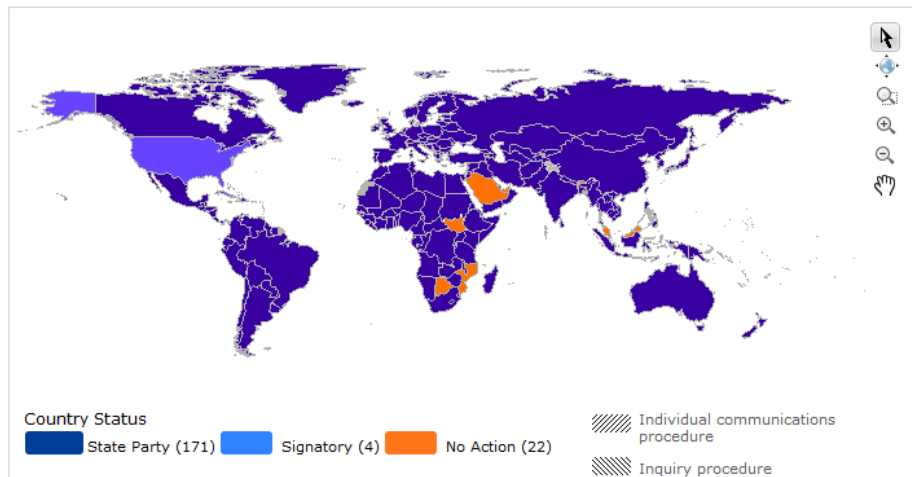 Country Status
State Party (171)
Signatory (4)
No Action (22)
Individual communications
procedure
Inquiry procedure